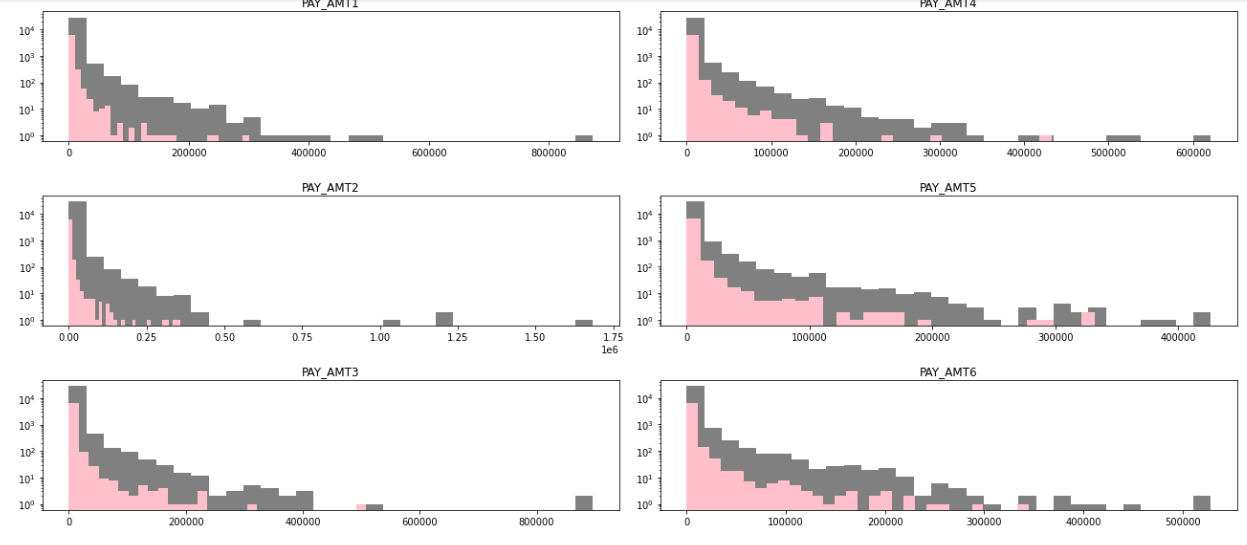 PAY_AMT1
10⁴
10³
10²
10¹
10⁰
0 200000 400000 600000 800000
PAY_AMT4
10⁴
10³
10²
10¹
10⁰
0 100000 200000 300000 400000 500000 600000
PAY_AMT2
10⁴
10³
10²
10¹
10⁰
0.00 0.25 0.50 0.75 1.00 1.25 1.50 1.75
1e6
PAY_AMT5
10⁴
10³
10²
10¹
10⁰
0 100000 200000 300000 400000
PAY_AMT3
10⁴
10³
10²
10¹
10⁰
0 200000 400000 600000 800000
PAY_AMT6
10⁴
10³
10²
10¹
10⁰
0 100000 200000 300000 400000 500000